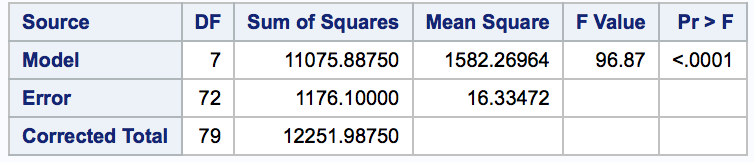 Source DF Sum of Squares Mean Square F Value Pr > F
Model 7 11075.88750 1582.26964 96.87 <.0001
Error 72 1176.10000 16.33472
Corrected Total 79 12251.98750